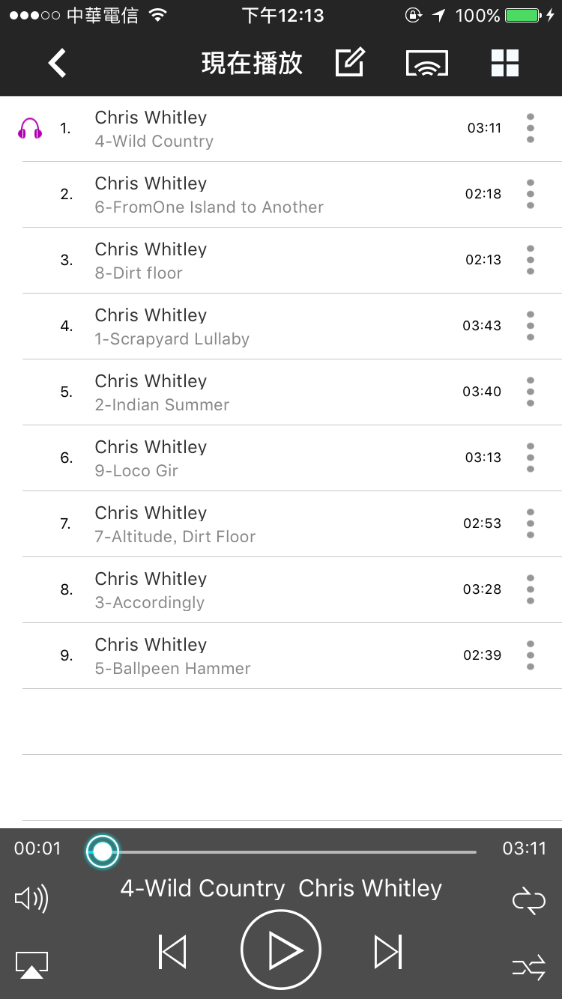 中華電信 下午12:13 100%
現在播放
1. Chris Whitley 03:11
4-Wild Country
2. Chris Whitley 02:18
6-FromOne Island to Another
3. Chris Whitley 02:13
8-Dirt floor
4. Chris Whitley 03:43
1-Scrapyard Lullaby
5. Chris Whitley 03:40
2-Indian Summer
6. Chris Whitley 03:13
9-Loco Gir
7. Chris Whitley 02:53
7-Altitude, Dirt Floor
8. Chris Whitley 03:28
3-Accordingly
9. Chris Whitley 02:39
5-Ballpeen Hammer
00:01 03:11
4-Wild Country Chris Whitley